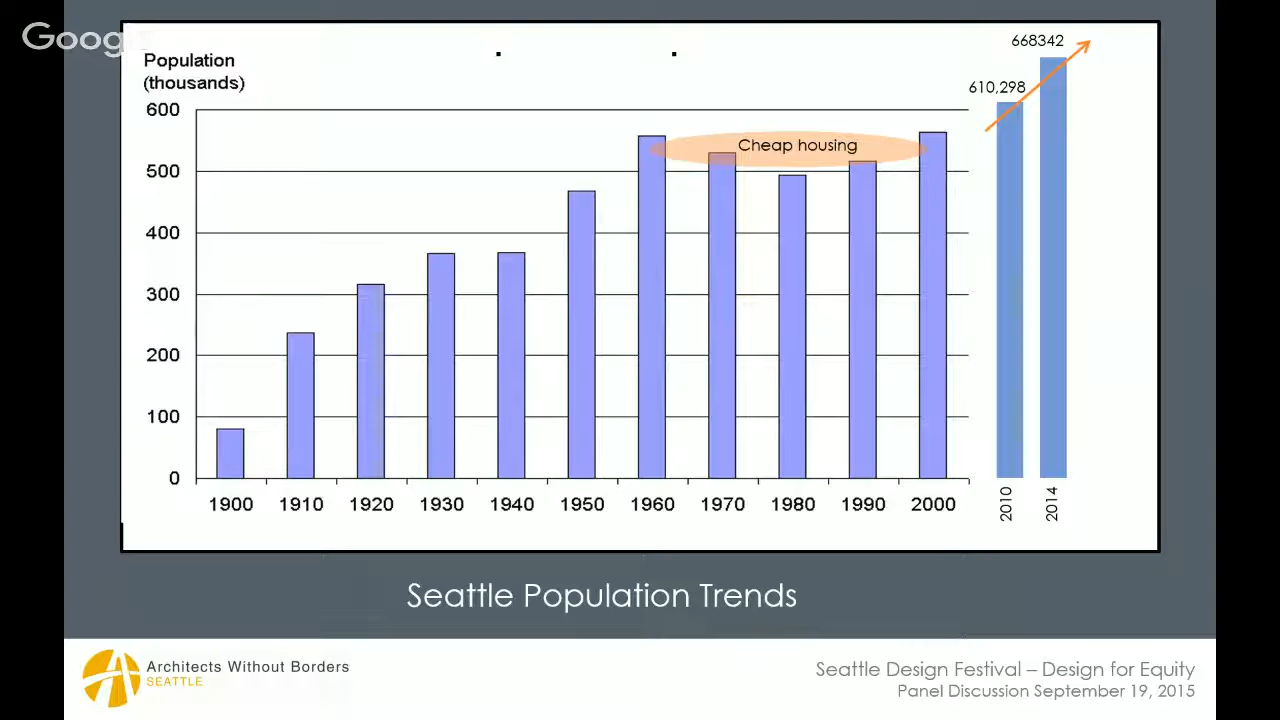 Goog
Population
(thousands)
600
500
400
300
200
100
0
1900 1910 1920 1930 1940 1950 1960 1970 1980 1990 2000
2010
2014
610,298
668342
Cheap housing
Seattle Population Trends
Architects Without Borders
SEATTLE
Seattle Design Festival – Design for Equity
Panel Discussion September 19, 2015